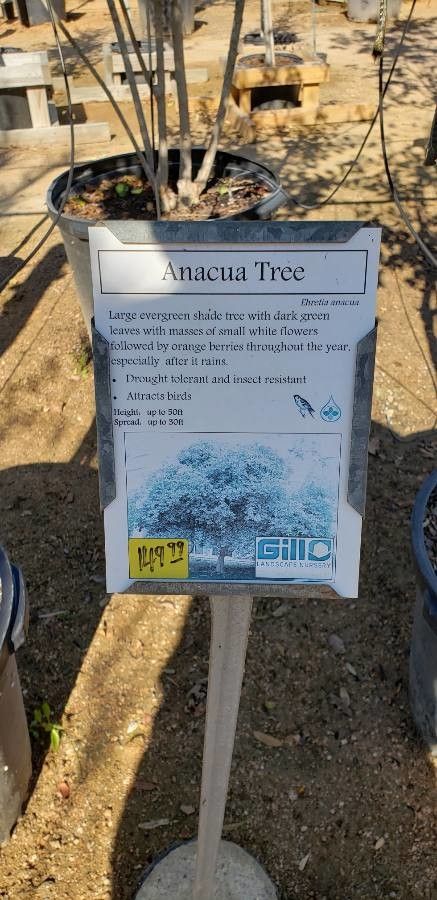 Anacua Tree
Ehretia anacua
Large evergreen shade tree with dark green
leaves with masses of small white flowers
followed by orange berries throughout the year,
especially after it rains.
• Drought tolerant and insect resistant
• Attracts birds
Height: up to 50ft
Spread: up to 30ft
149 99
Gill
LANDSCAPE NURSERY